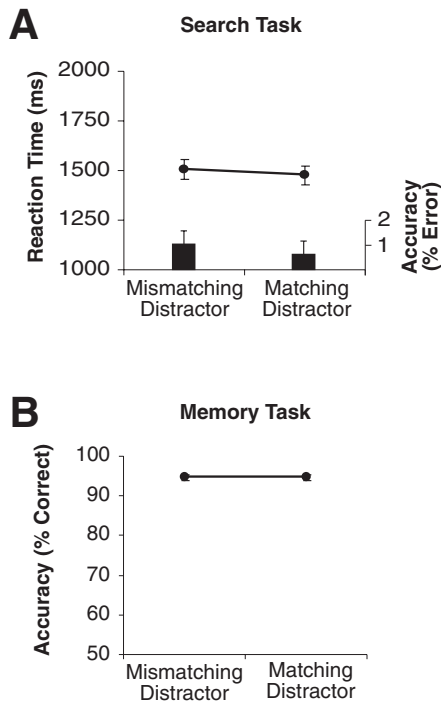 A
Search Task
Reaction Time (ms)
2000
1750
1500
1250
1000
2
1
Accuracy
(% Error)
Mismatching
Distractor
Matching
Distractor
B
Memory Task
Accuracy (% Correct)
100
90
80
70
60
50
Mismatching
Distractor
Matching
Distractor